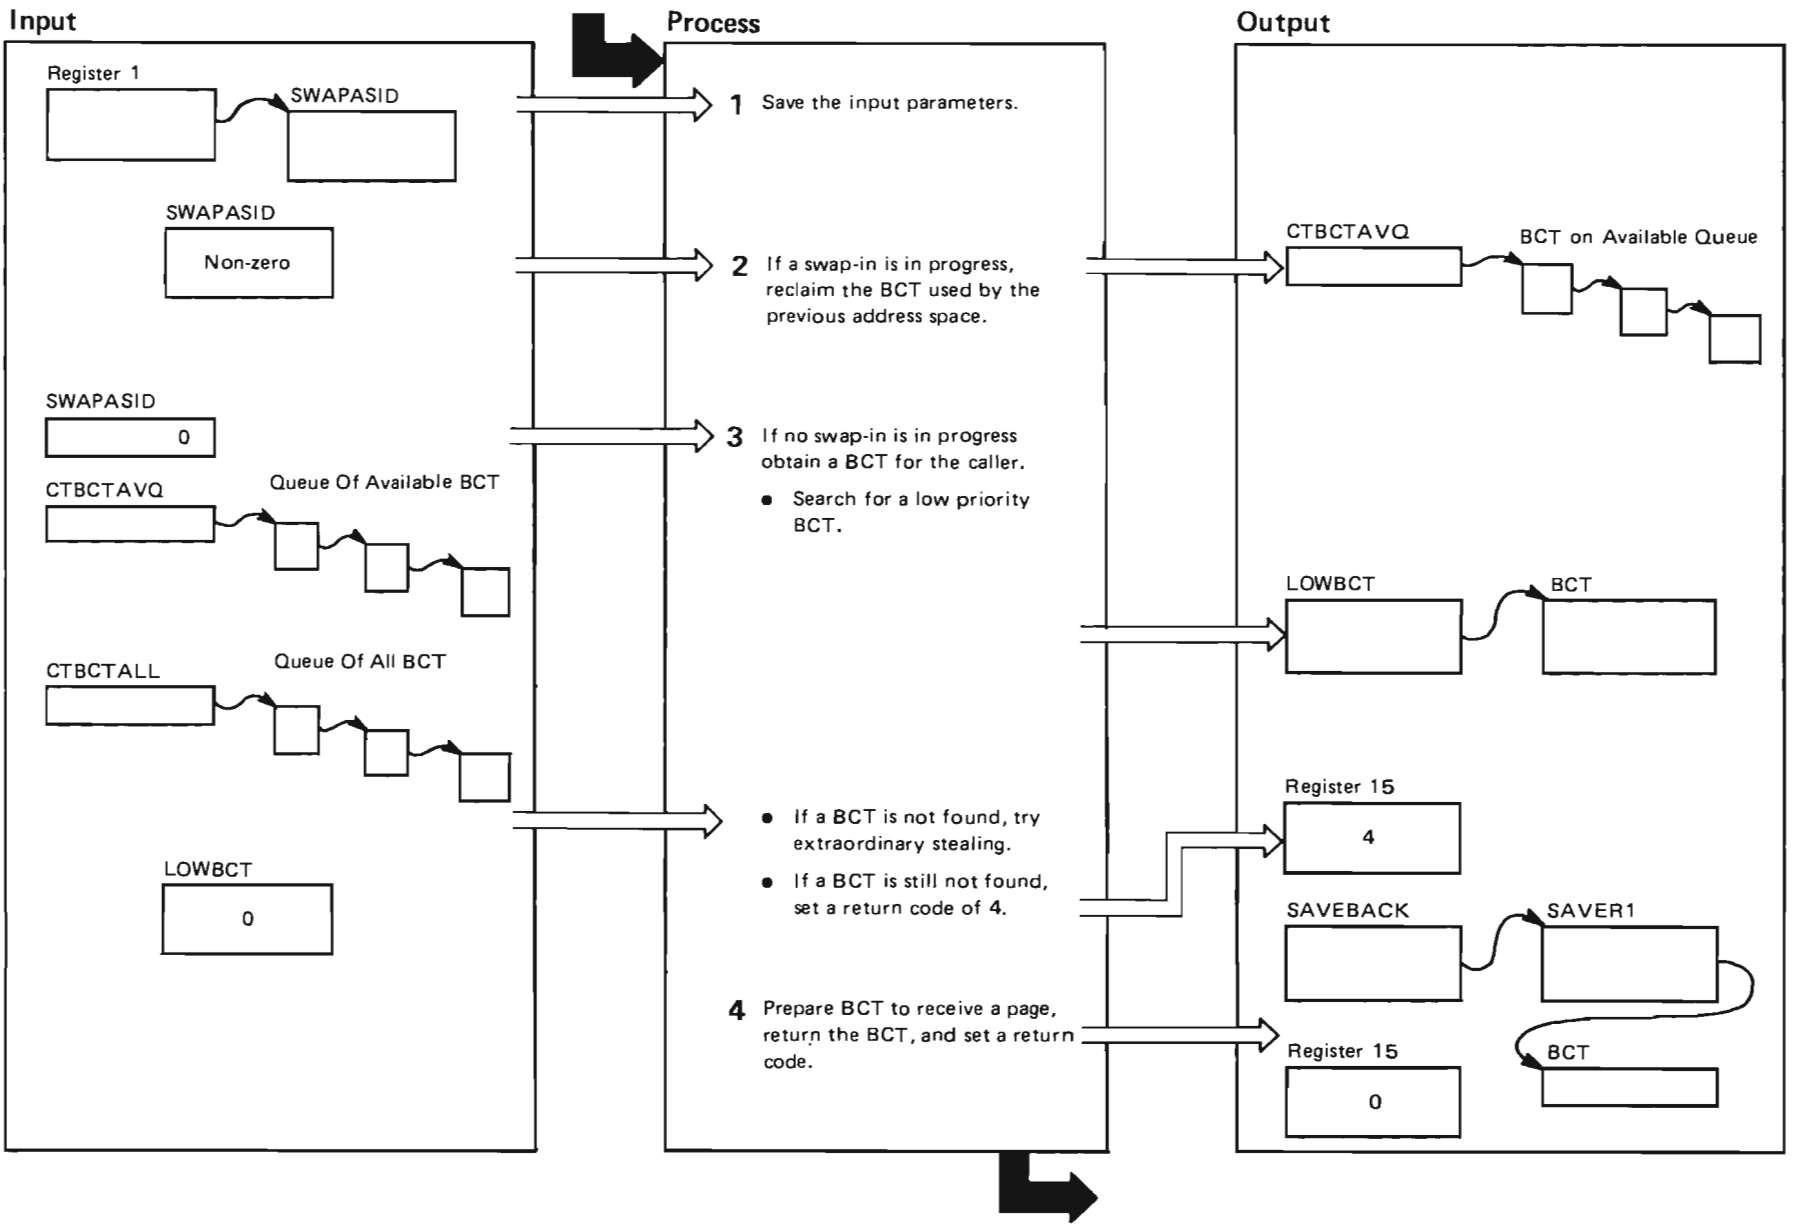 Input
Register 1
SWAPASID
SWAPASID
Non-zero
SWAPASID
0
CTBCTAVQ
Queue Of Available BCT
CTBCTALL
Queue Of All BCT
LOWBCT
0
Process
1 Save the input parameters.
2 If a swap-in is in progress,
reclaim the BCT used by the
previous address space.
3 If no swap-in is in progress
obtain a BCT for the caller.
• Search for a low priority
BCT.
• If a BCT is not found, try
extraordinary stealing.
• If a BCT is still not found,
set a return code of 4.
4 Prepare BCT to receive a page,
return the BCT, and set a return
code.
Output
CTBCTAVQ
BCT on Available Queue
LOWBCT
BCT
Register 15
4
SAVEBACK
SAVER1
Register 15
0
BCT